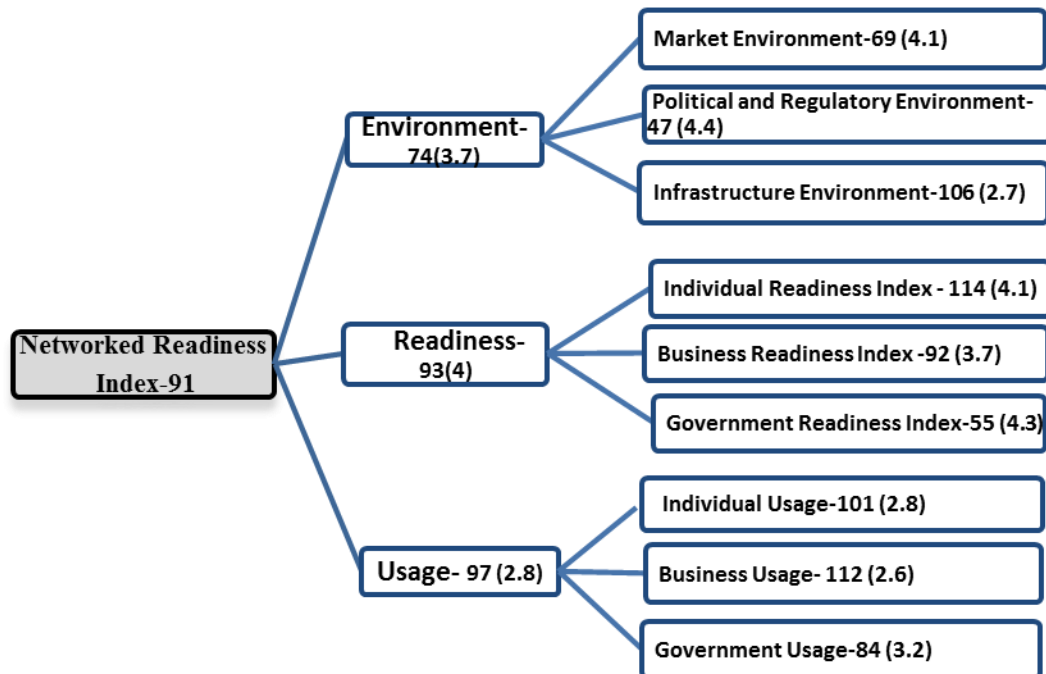 Market Environment-69 (4.1)
Political and Regulatory Environment-
47 (4.4)
Environment-
74(3.7)
Infrastructure Environment-106 (2.7)
Individual Readiness Index - 114 (4.1)
Networked Readiness
Index-91
Readiness-
93(4)
Business Readiness Index -92 (3.7)
Government Readiness Index-55 (4.3)
Individual Usage-101 (2.8)
Usage- 97 (2.8)
Business Usage- 112 (2.6)
Government Usage-84 (3.2)